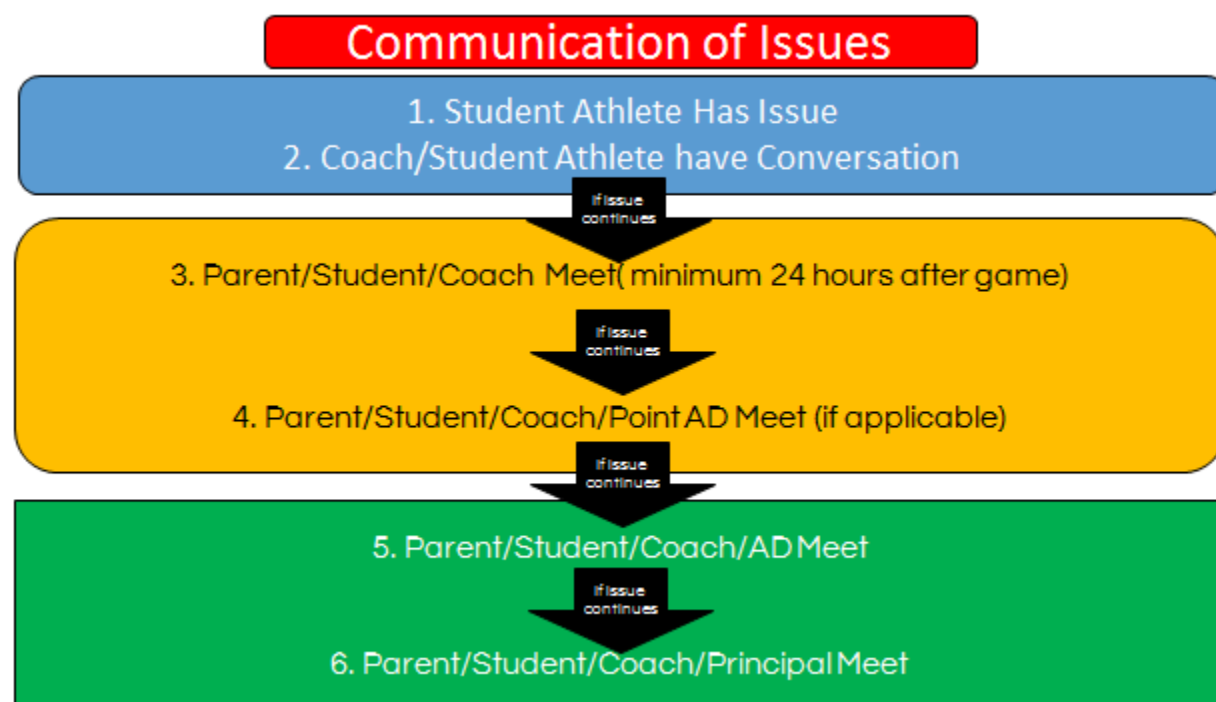 Communication of Issues
1. Student Athlete Has Issue
2. Coach/Student Athlete have Conversation
If issue
continues
3. Parent/Student/Coach Meet( minimum 24 hours after game)
If issue
continues
4. Parent/Student/Coach/Point AD Meet (if applicable)
If issue
continues
5. Parent/Student/Coach/AD Meet
If issue
continues
6. Parent/Student/Coach/Principal Meet